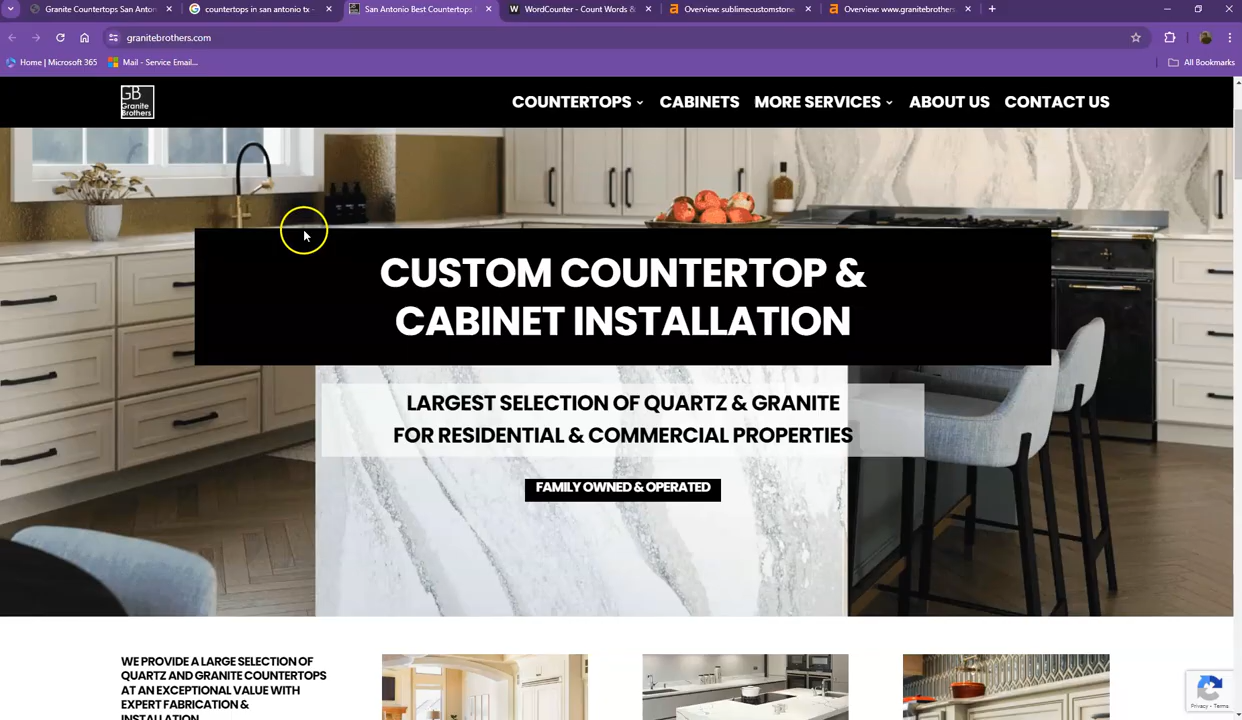 Granite Countertops San Anton
countertops in san antonio tx -
San Antonio Best Countertops
WordCounter - Count Words &
Overview: sublimecustomstone
Overview: www.granitebrothers.
granitebrothers.com
Home | Microsoft 365
Mail - Service Email...
All Bookmarks
GB
Granite
Brothers
COUNTERTOPS
CABINETS
MORE SERVICES
ABOUT US
CONTACT US
CUSTOM COUNTERTOP &
CABINET INSTALLATION
LARGEST SELECTION OF QUARTZ & GRANITE
FOR RESIDENTIAL & COMMERCIAL PROPERTIES
FAMILY OWNED & OPERATED
WE PROVIDE A LARGE SELECTION OF
QUARTZ AND GRANITE COUNTERTOPS
AT AN EXCEPTIONAL VALUE WITH
EXPERT FABRICATION &
INSTALLATION
Privacy - Terms